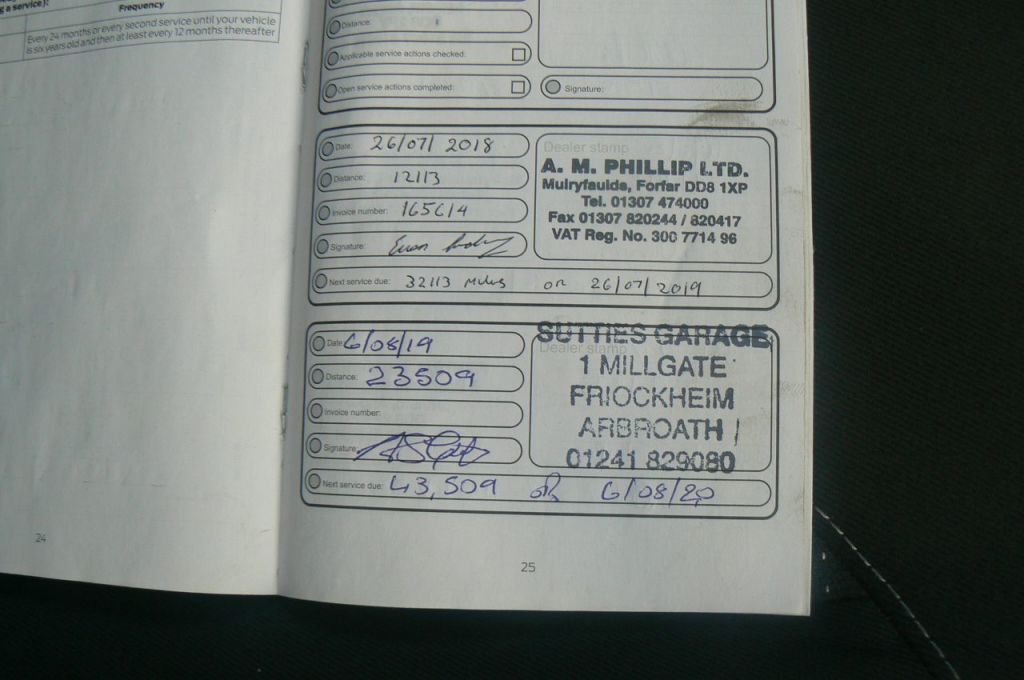 g a service):
Frequency
Every 24 months or every second service until your vehicle
is six years old and then at least every 12 months thereafter
Distance:
Applicable service actions checked:
Open service actions completed:
Signature:
Date: 26/07/2018
Distance: 12113
Invoice number: 165614
Signature:
Next service due: 32113 Miles or 26/07/2019
Dealer stamp
A. M. PHILLIP LTD.
Muiryfaulds, Forfar DD8 1XP
Tel. 01307 474000
Fax 01307 820244 / 820417
VAT Reg. No. 300 7714 96
Date: 6/08/19
Distance: 23509
Invoice number:
Signature:
Next service due: 43,509 or 6/08/20
Dealer stamp
SUTTIES GARAGE
1 MILLGATE
FRIOCKHEIM
ARBROATH
01241 829080
24
25